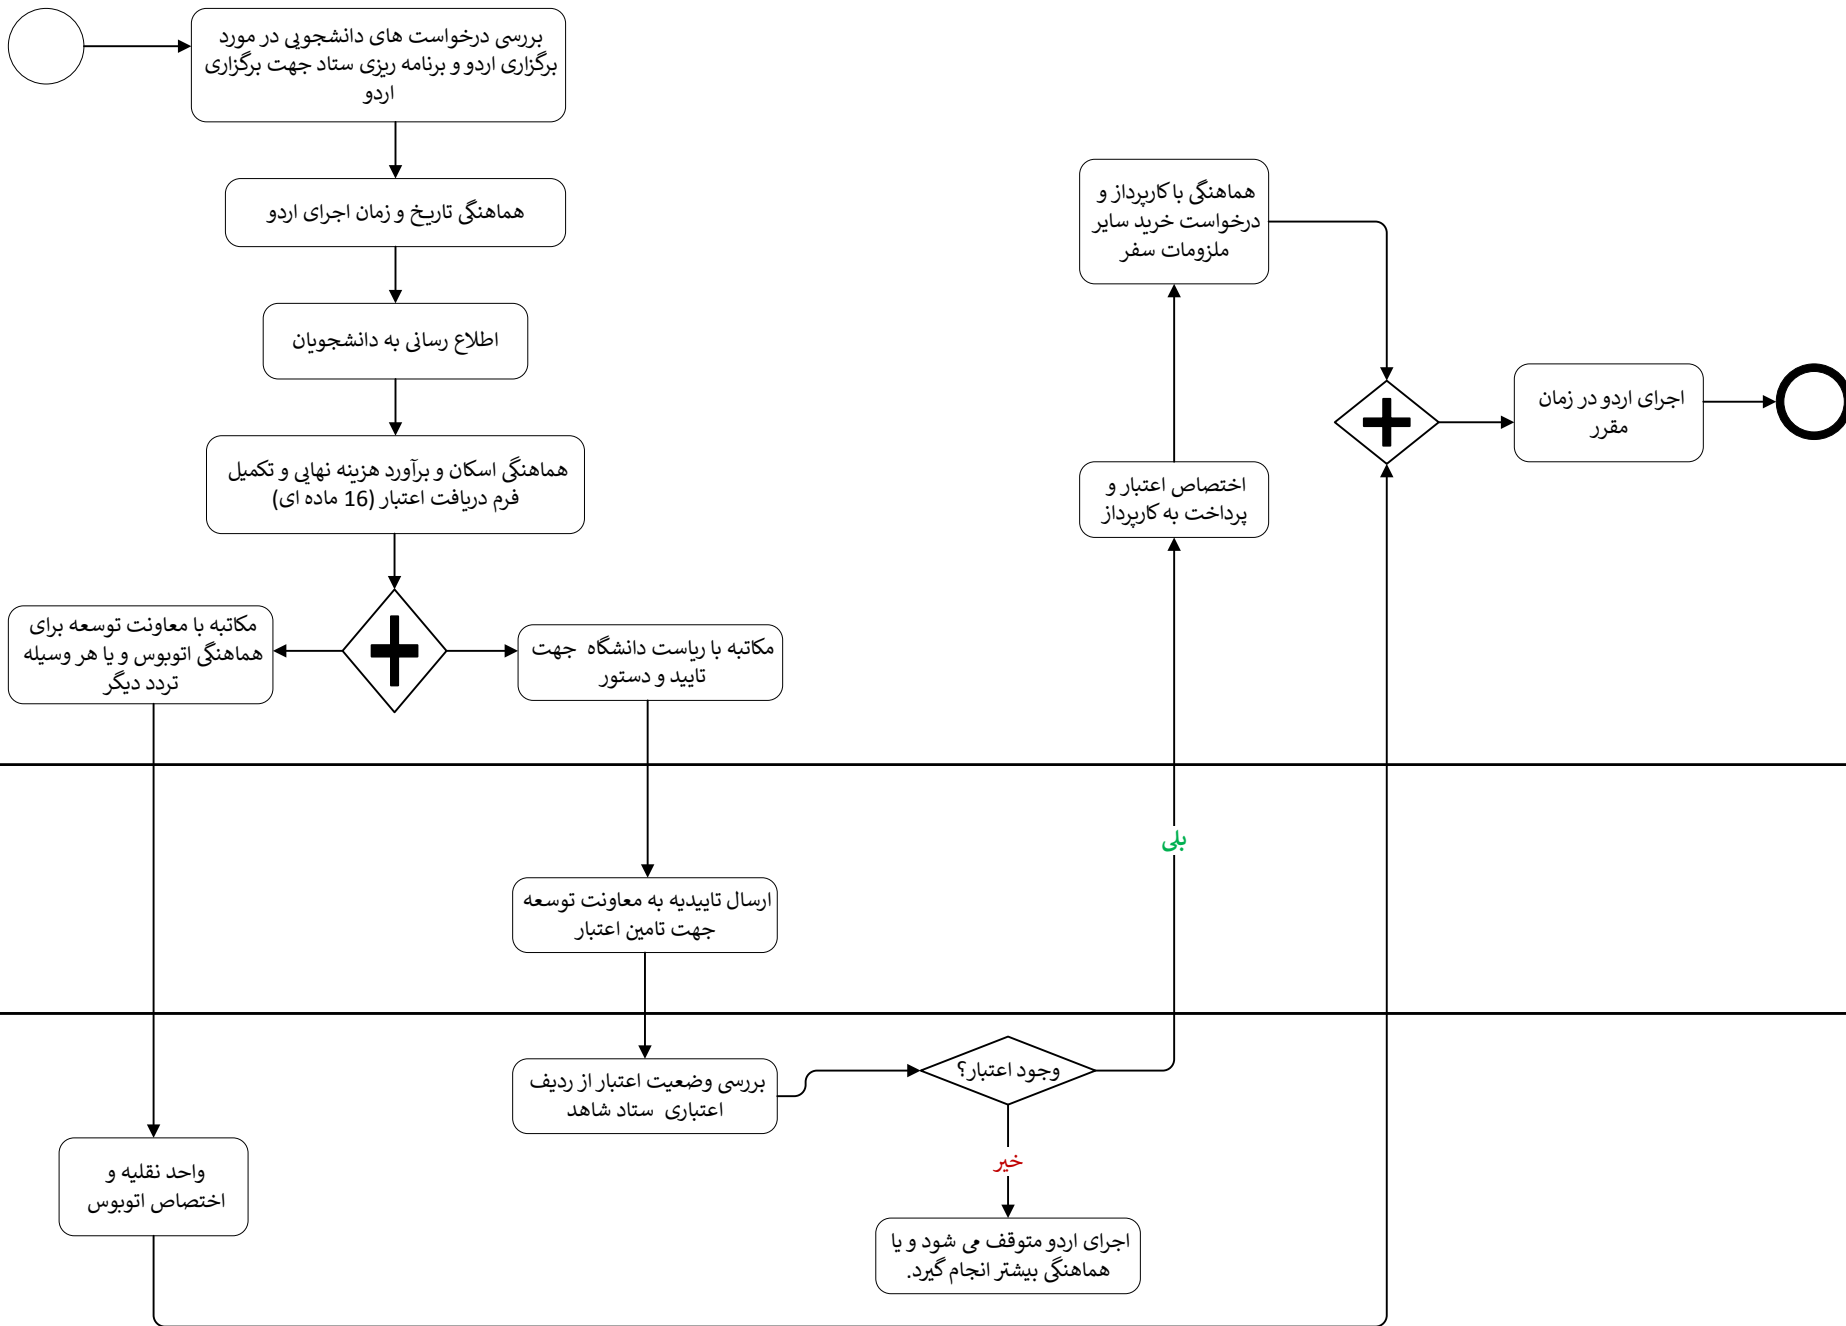 بررسی درخواست های دانشجویی در مورد
برگزاری اردو و برنامه ریزی ستاد جهت برگزاری
اردو
هماهنگی تاریخ و زمان اجرای اردو
اطلاع رسانی به دانشجویان
هماهنگی اسکان و برآورد هزینه نهایی و تکمیل
فرم دریافت اعتبار (16 ماده ای)
مکاتبه با معاونت توسعه برای
هماهنگی اتوبوس و یا هر وسیله
تردد دیگر
مکاتبه با ریاست دانشگاه جهت
تایید و دستور
ارسال تاییدیه به معاونت توسعه
جهت تامین اعتبار
بررسی وضعیت اعتبار از ردیف
اعتباری ستاد شاهد
وجود اعتبار؟
بلی
خیر
اجرای اردو متوقف می شود و یا
هماهنگی بیشتر انجام گیرد.
واحد نقلیه و
اختصاص اتوبوس
اختصاص اعتبار و
پرداخت به کارپرداز
هماهنگی با کارپرداز و
درخواست خرید سایر
ملزومات سفر
اجرای اردو در زمان
مقرر